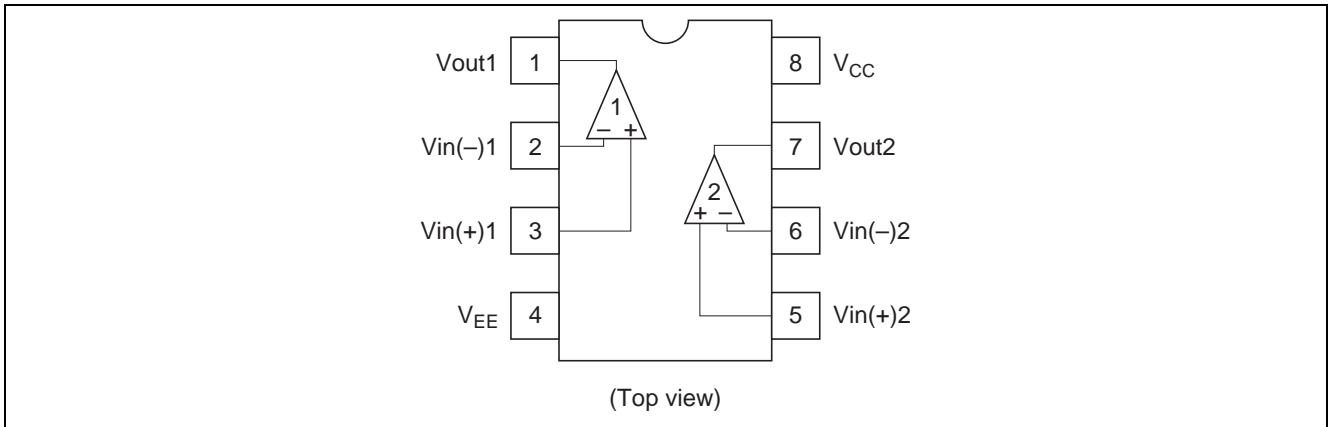 Vout1 1
8 VCC
1
– +
Vin(–)1 2
7 Vout2
2
+ –
Vin(+)1 3
6 Vin(–)2
VEE 4
5 Vin(+)2
(Top view)